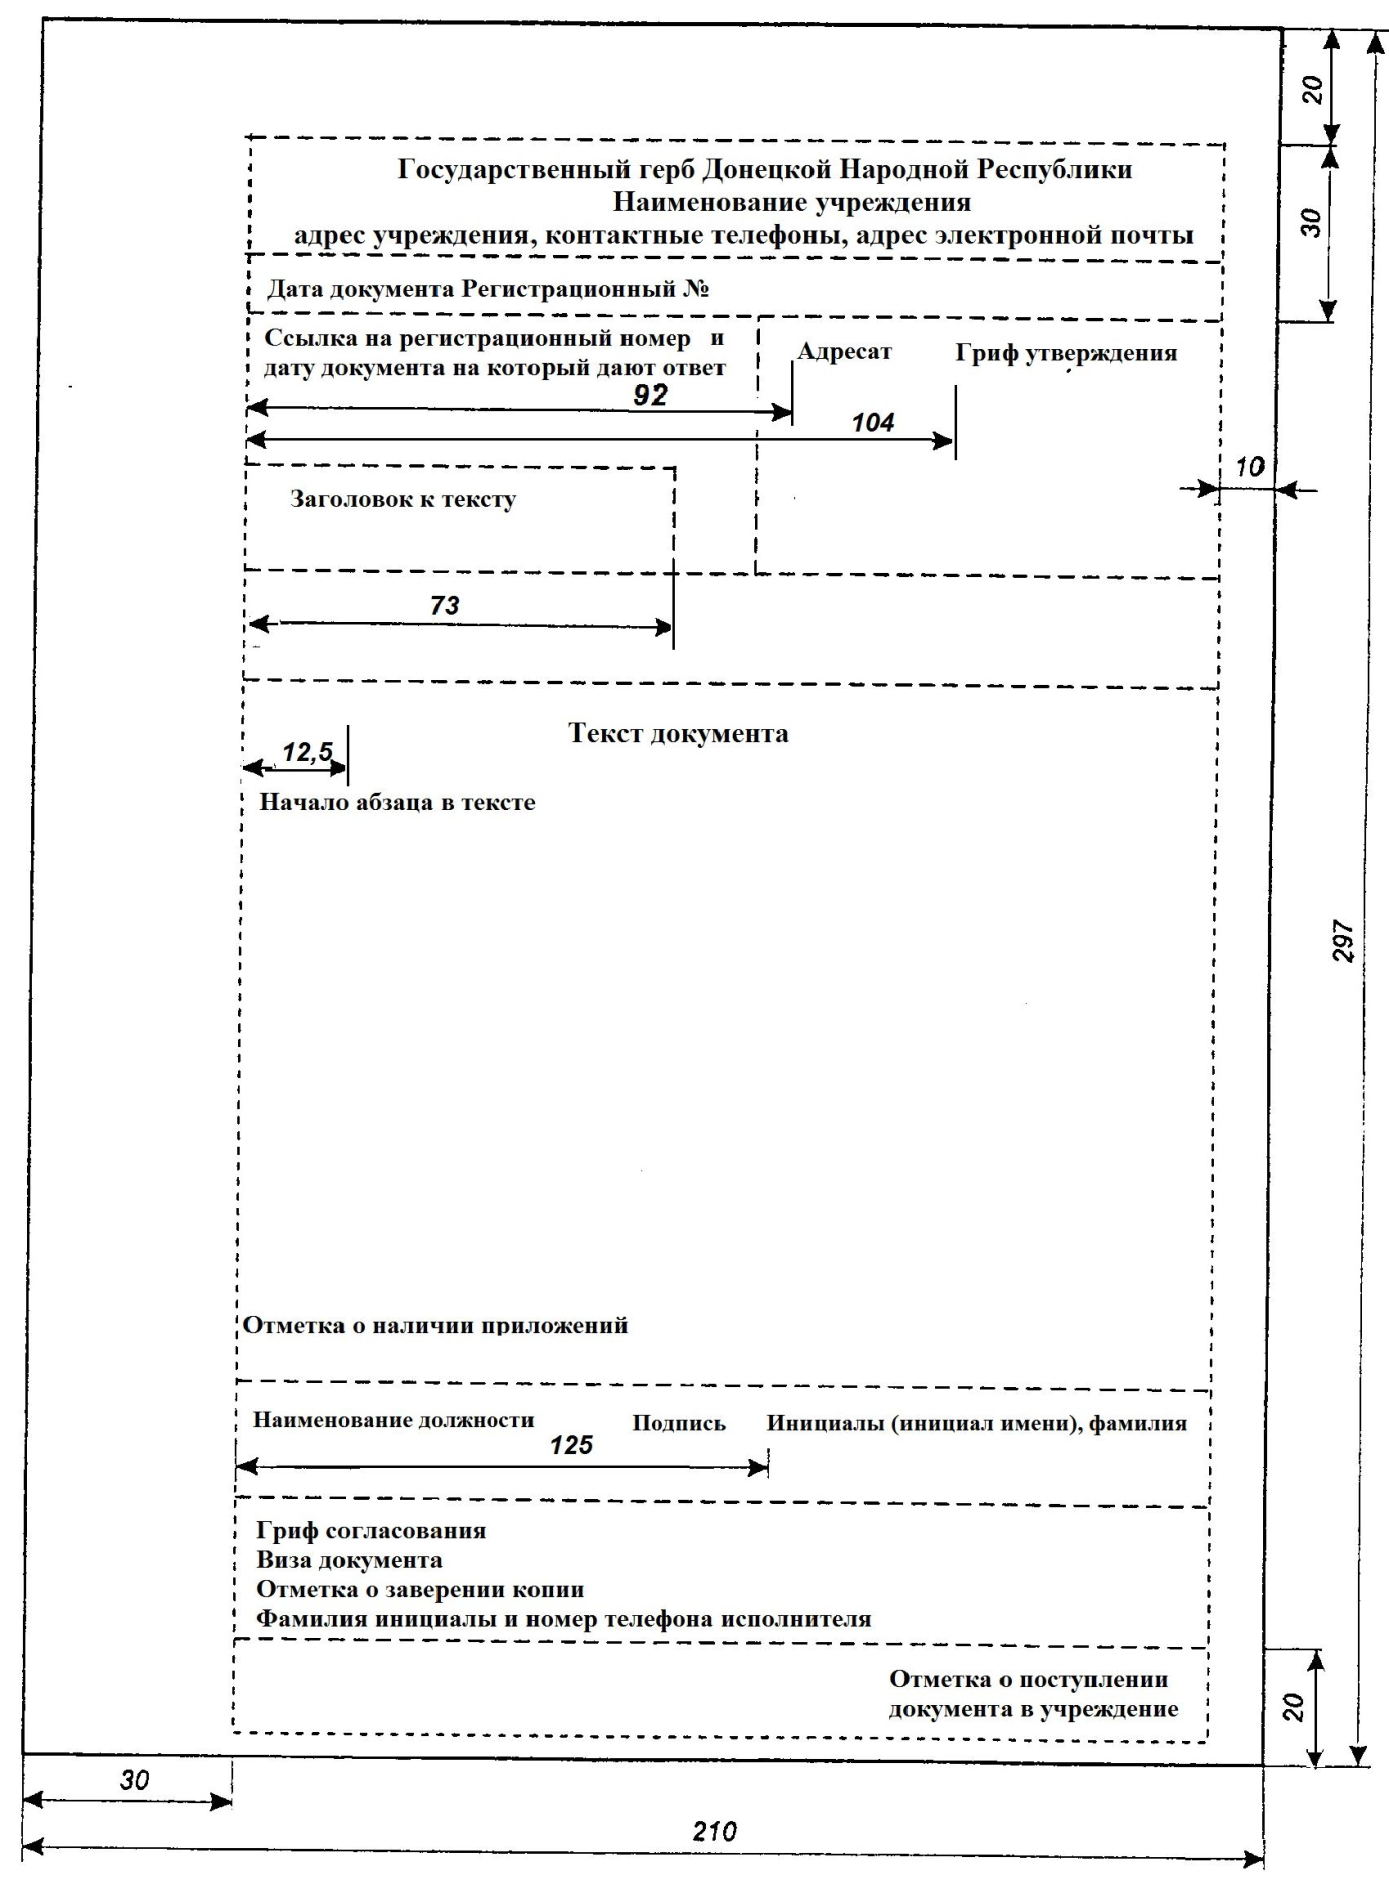 20
Государственный герб Донецкой Народной Республики
Наименование учреждения
адрес учреждения, контактные телефоны, адрес электронной почты
30
Дата документа Регистрационный №
Ссылка на регистрационный номер и
дату документа на который дают ответ
Адресат
Гриф утверждения
92
104
10
Заголовок к тексту
73
Текст документа
12,5
Начало абзаца в тексте
297
Отметка о наличии приложений
Наименование должности Подпись Инициалы (инициал имени), фамилия
125
Гриф согласования
Виза документа
Отметка о заверении копии
Фамилия инициалы и номер телефона исполнителя
Отметка о поступлении
документа в учреждение
20
30
210